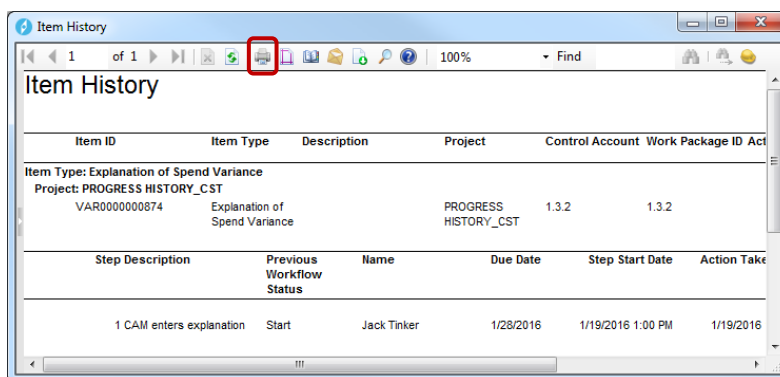 Item History
1 of 1 100% Find
Item History
Item ID Item Type Description Project Control Account Work Package ID Act
Item Type: Explanation of Spend Variance
Project: PROGRESS HISTORY_CST
VAR0000000874 Explanation of PROGRESS 1.3.2 1.3.2
Spend Variance HISTORY_CST
Step Description Previous Name Due Date Step Start Date Action Take
Workflow
Status
1 CAM enters explanation Start Jack Tinker 1/28/2016 1/19/2016 1:00 PM 1/19/2016